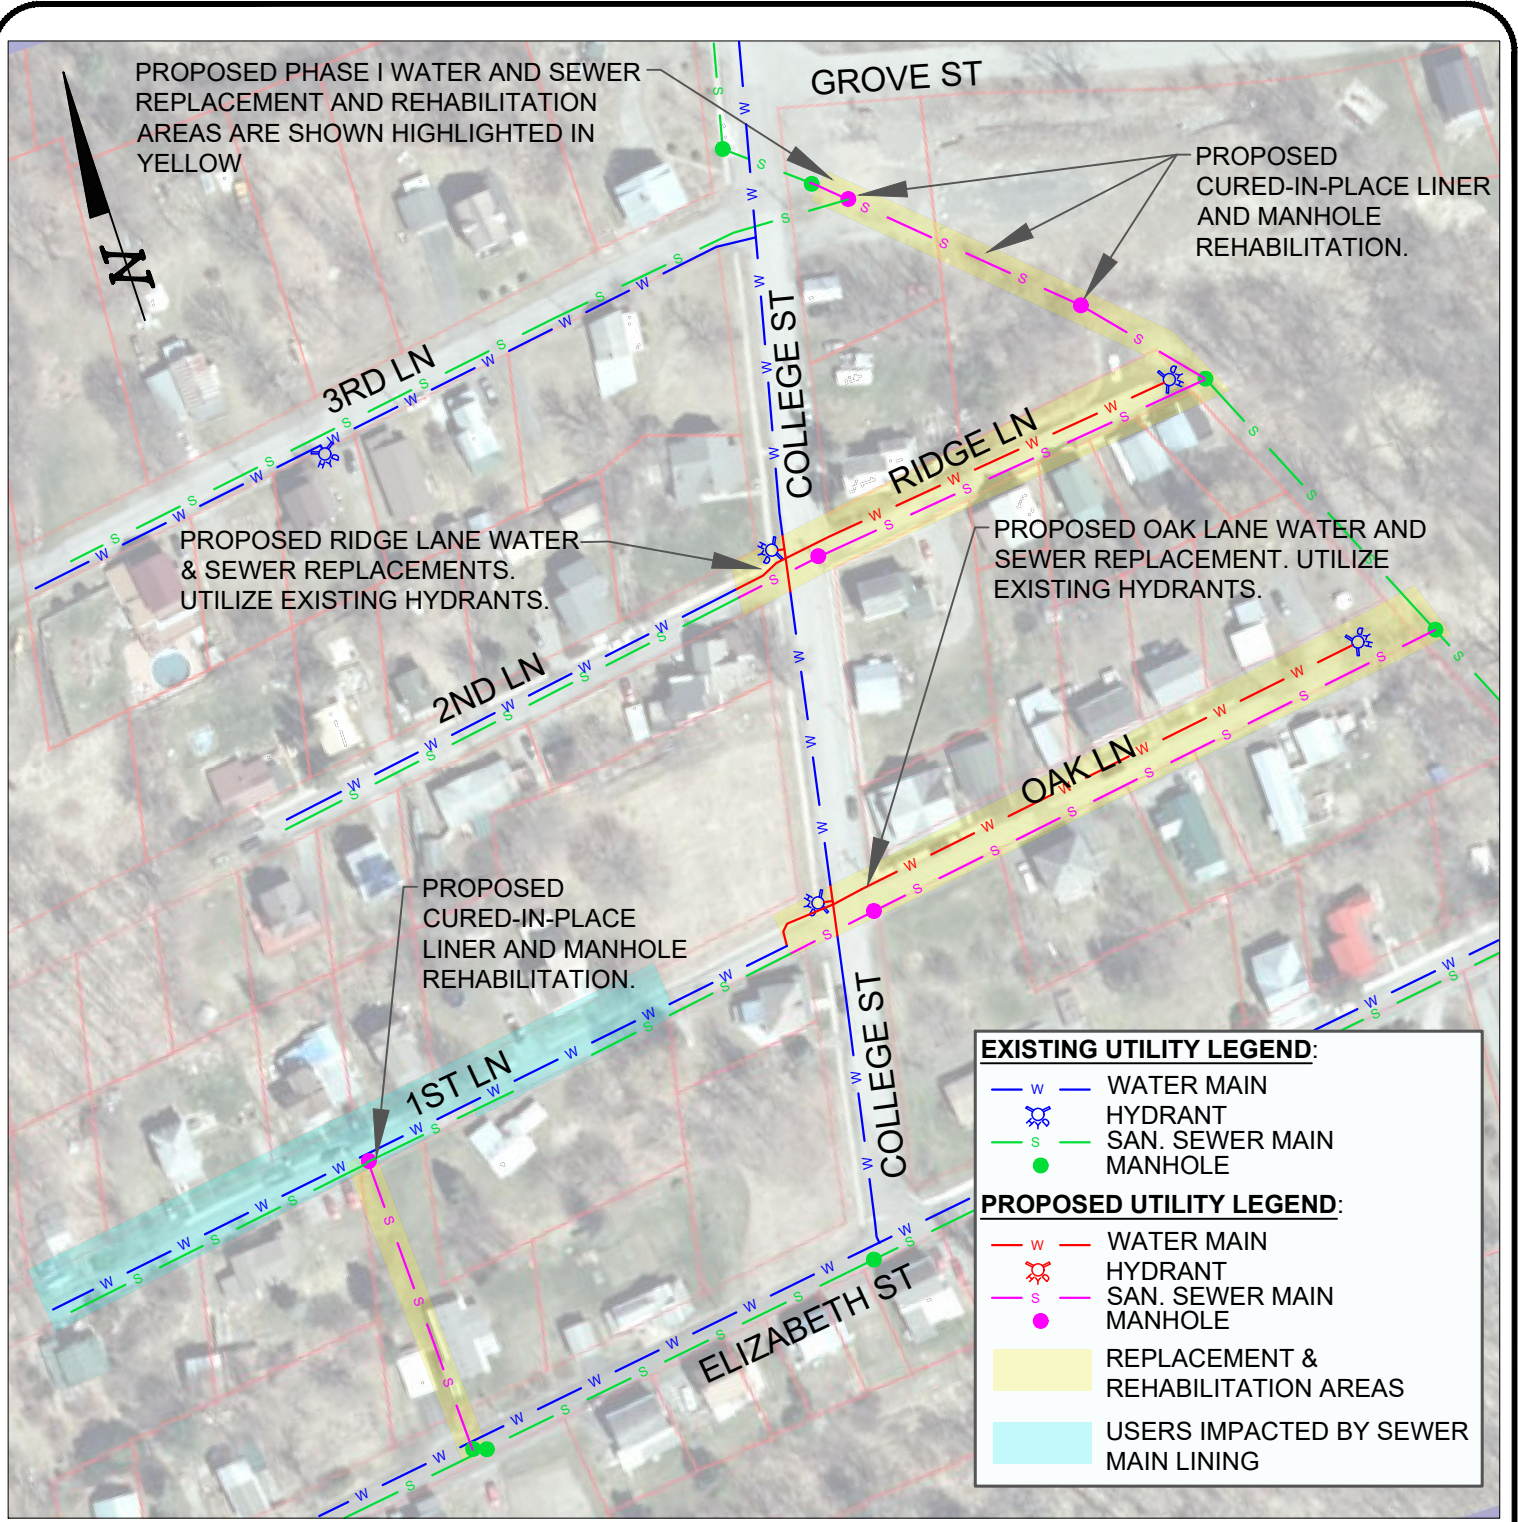 PROPOSED PHASE I WATER AND SEWER
REPLACEMENT AND REHABILITATION
AREAS ARE SHOWN HIGHLIGHTED IN
YELLOW
GROVE ST
PROPOSED
CURED-IN-PLACE LINER
AND MANHOLE
REHABILITATION.
N
3RD LN
COLLEGE ST
RIDGE LN
PROPOSED RIDGE LANE WATER
& SEWER REPLACEMENTS.
UTILIZE EXISTING HYDRANTS.
PROPOSED OAK LANE WATER AND
SEWER REPLACEMENT. UTILIZE
EXISTING HYDRANTS.
2ND LN
OAK LN
PROPOSED
CURED-IN-PLACE
LINER AND MANHOLE
REHABILITATION.
1ST LN
COLLEGE ST
ELIZABETH ST
EXISTING UTILITY LEGEND:
W WATER MAIN
HYDRANT
S SAN. SEWER MAIN
MANHOLE
PROPOSED UTILITY LEGEND:
W WATER MAIN
HYDRANT
S SAN. SEWER MAIN
MANHOLE
REPLACEMENT &
REHABILITATION AREAS
USERS IMPACTED BY SEWER
MAIN LINING